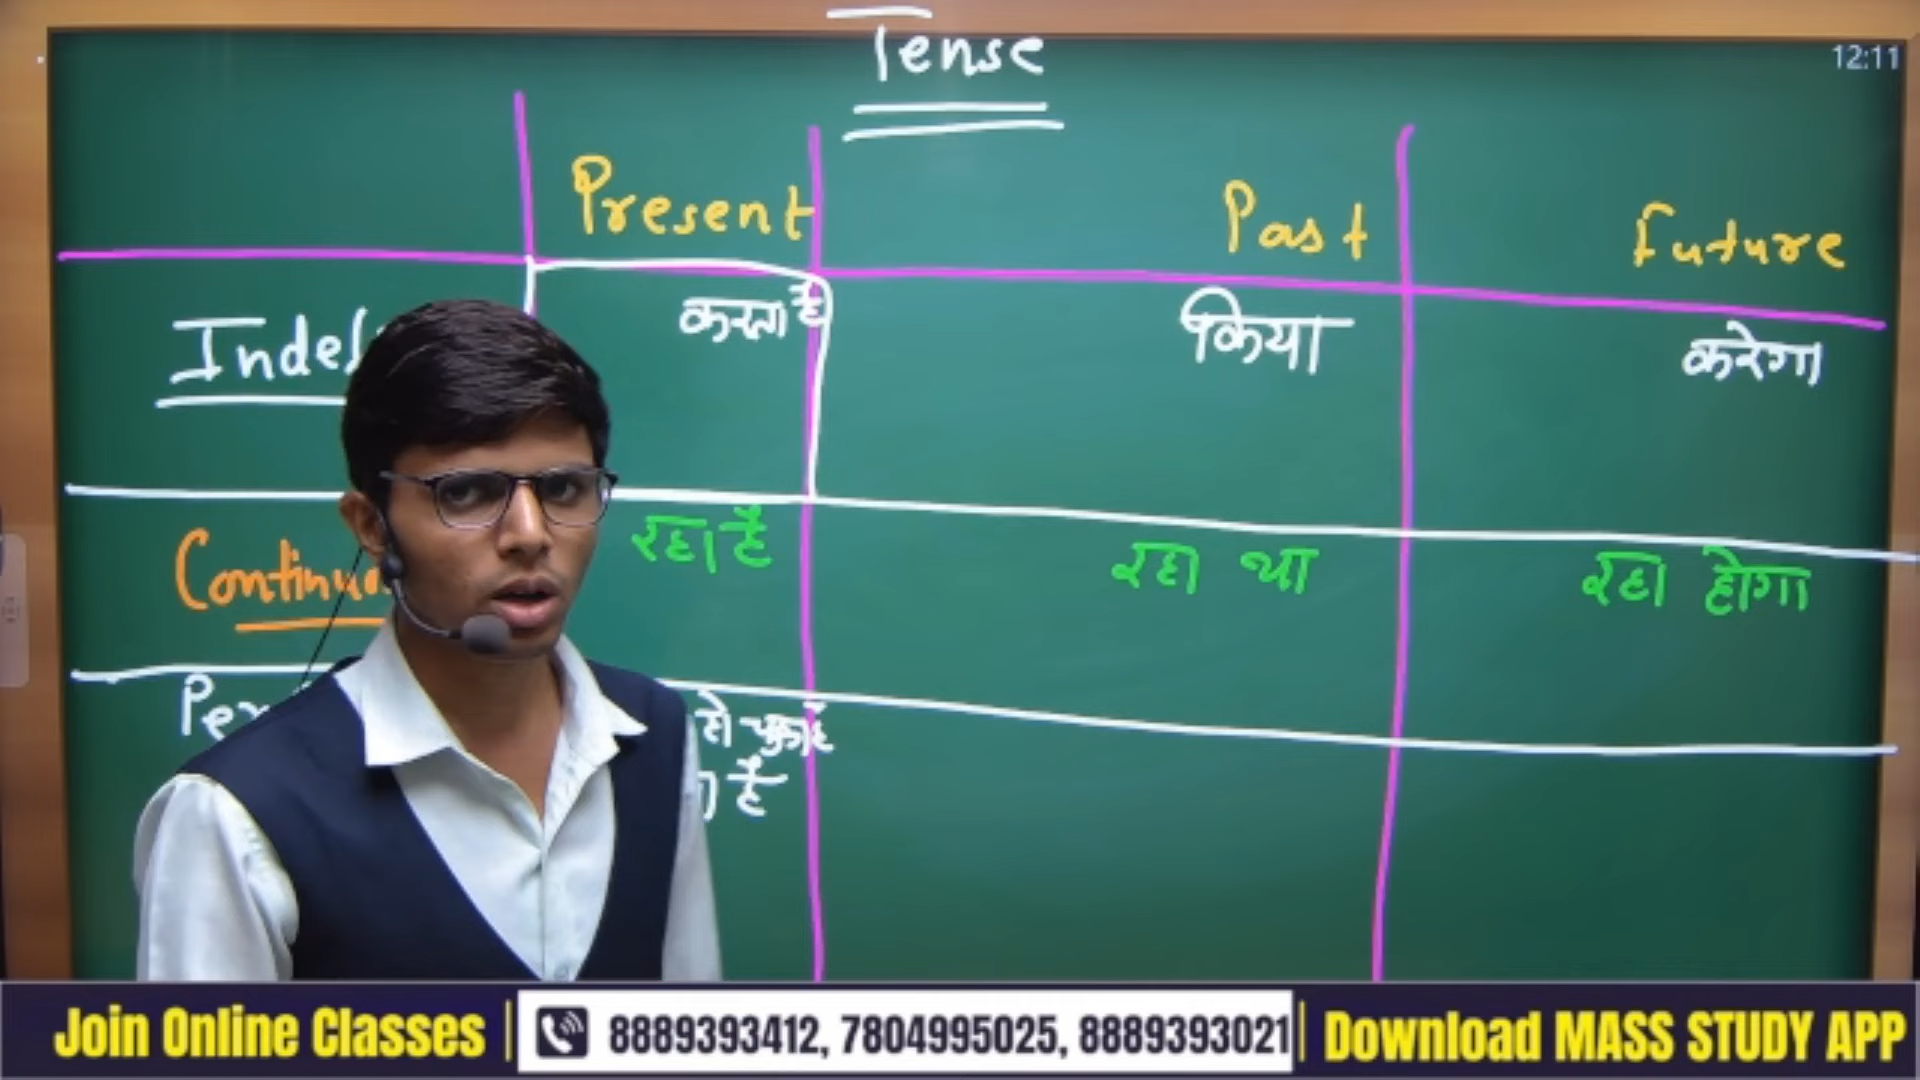 Tense
12:11
Present Past Future
करता है किया करेगा
Continuo
रहा है रहा था रहा होगा
हो चुका है
है
Join Online Classes 8889393412, 7804995025, 8889393021 Download MASS STUDY APP